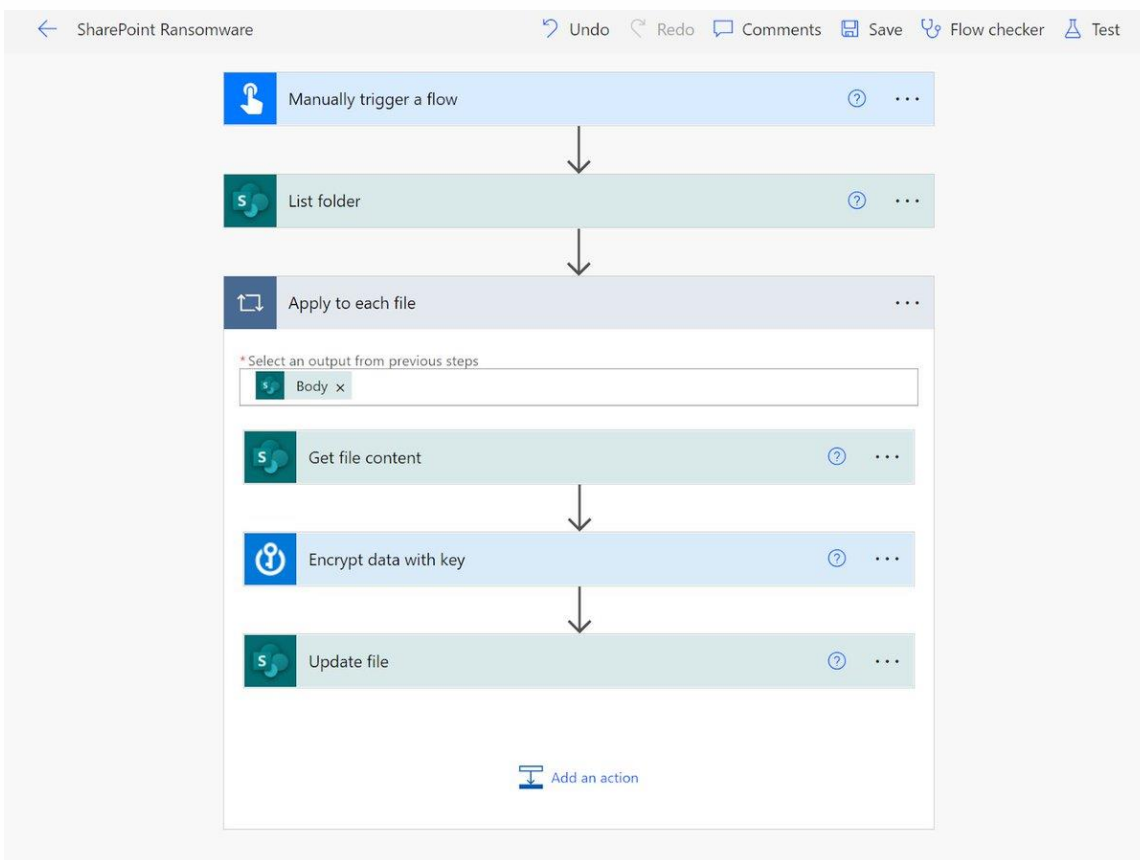 SharePoint Ransomware Undo Redo Comments Save Flow checker Test
Manually trigger a flow
List folder
Apply to each file
* Select an output from previous steps
Body ×
Get file content
Encrypt data with key
Update file
Add an action